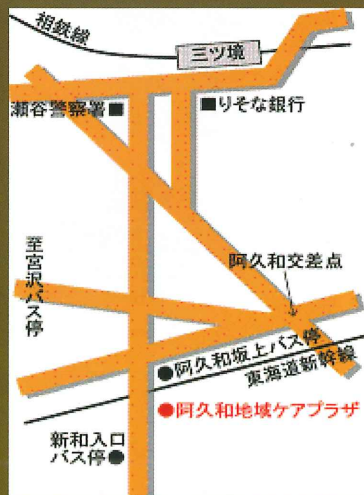 相鉄線
三ツ境
瀬谷警察署■
■りそな銀行
至宮沢バス停
阿久和交差点
●阿久和坂上バス停
東海道新幹線
●阿久和地域ケアプラザ
新和入口
バス停●